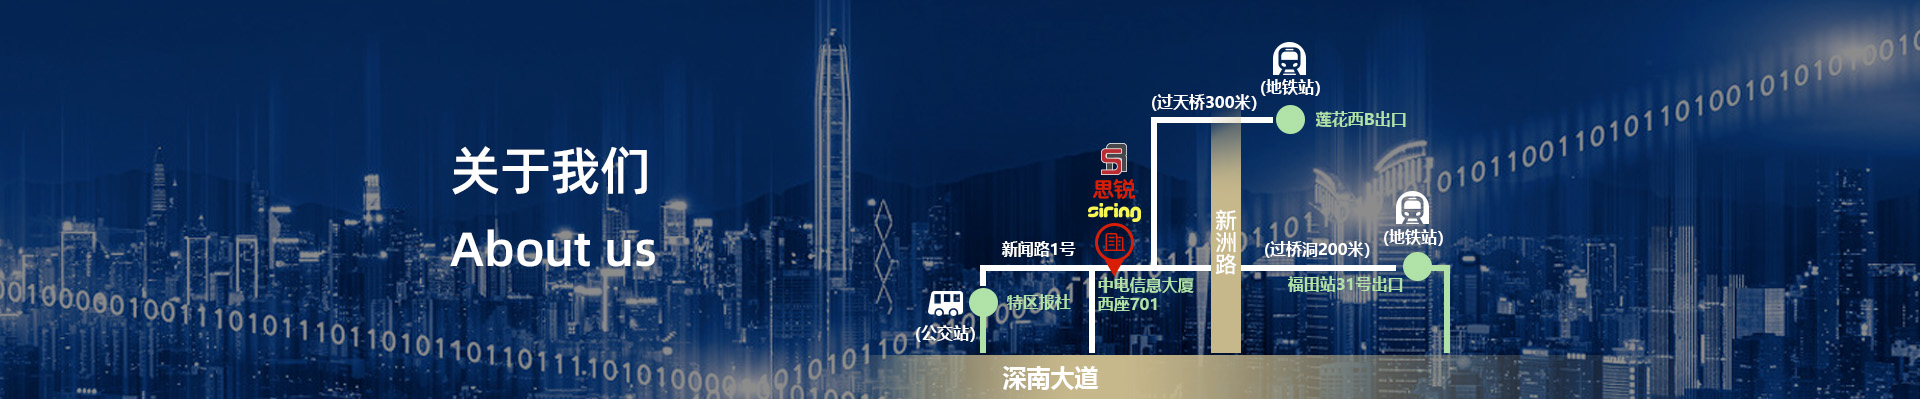 关于我们
About us
(地铁站)
(过天桥300米)
莲花西B出口
思锐
siring
新洲路
(地铁站)
新闻路1号
(过桥洞200米)
中电信息大厦
西座701
福田站31号出口
特区报社
(公交站)
深南大道